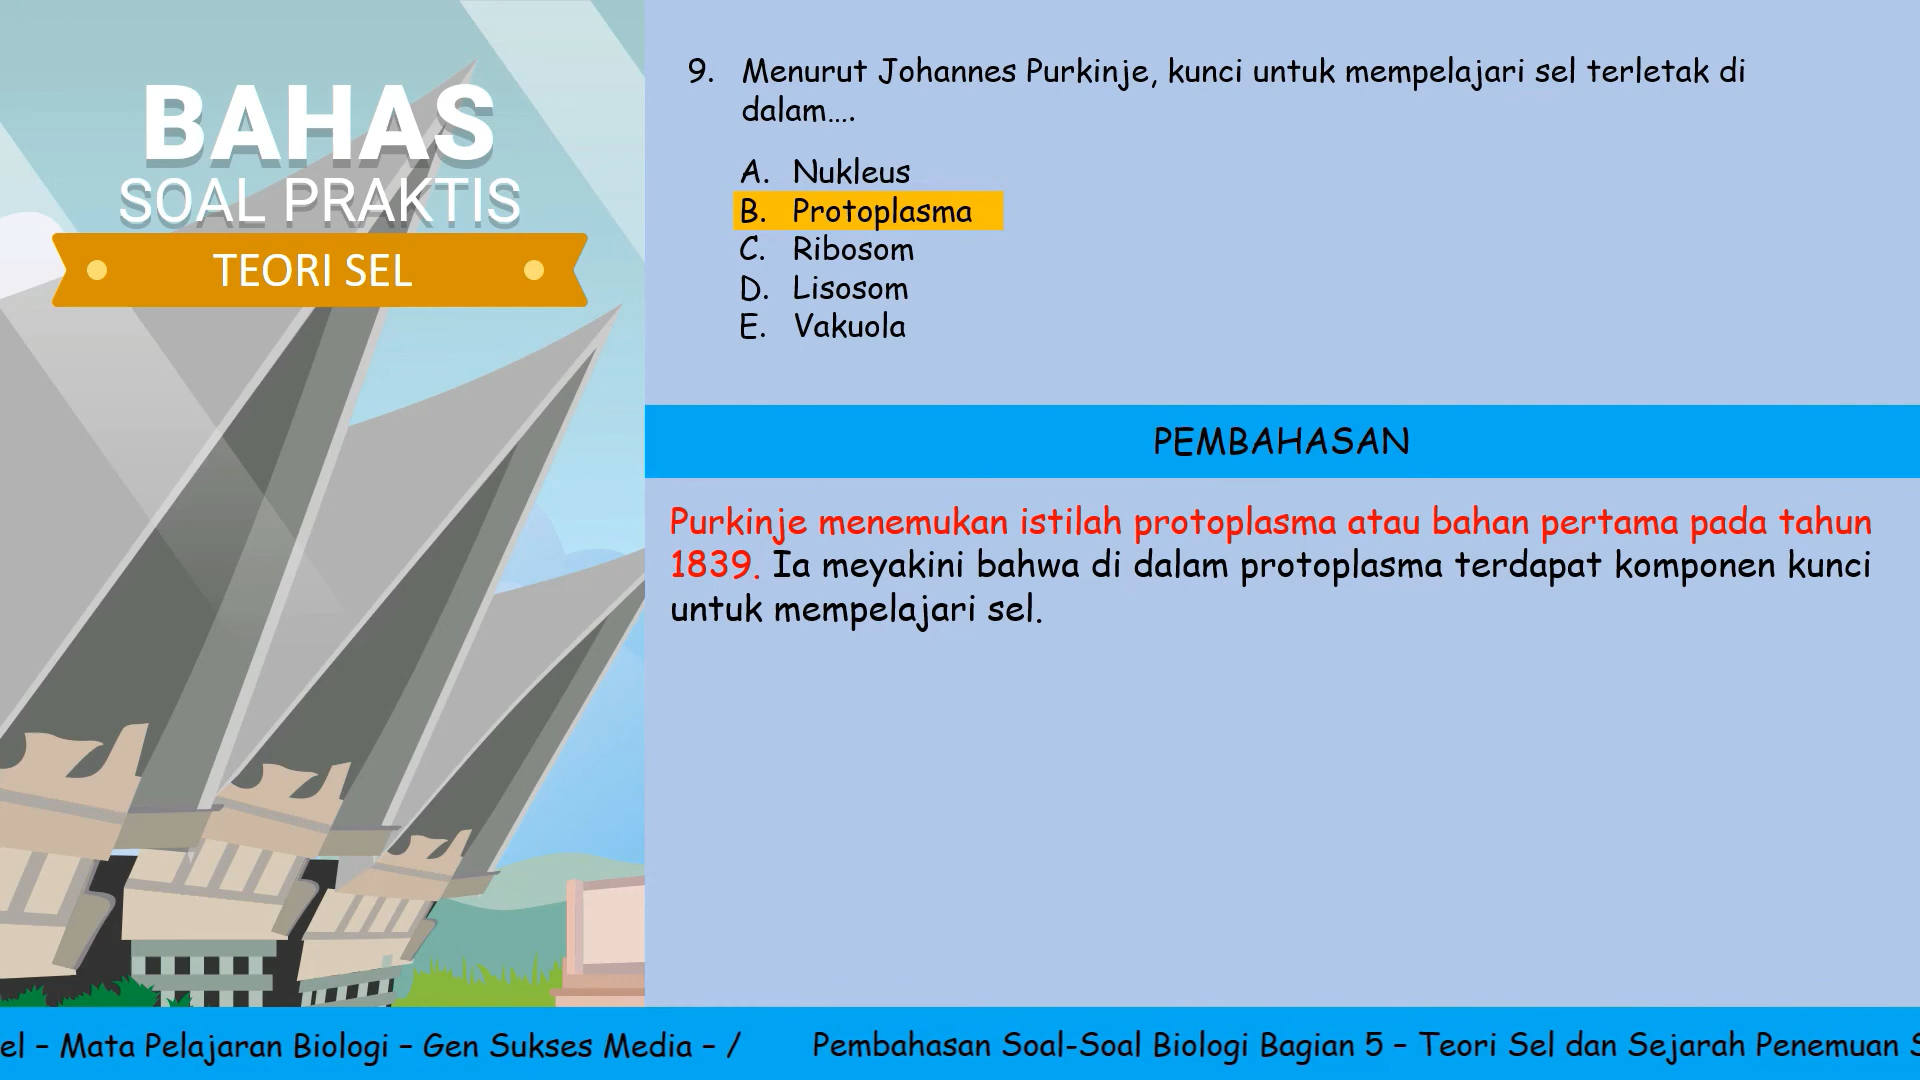 BAHAS
SOAL PRAKTIS
TEORI SEL
9. Menurut Johannes Purkinje, kunci untuk mempelajari sel terletak di
dalam....
A. Nukleus
B. Protoplasma
C. Ribosom
D. Lisosom
E. Vakuola
PEMBAHASAN
Purkinje menemukan istilah protoplasma atau bahan pertama pada tahun
1839. Ia meyakini bahwa di dalam protoplasma terdapat komponen kunci
untuk mempelajari sel.
el – Mata Pelajaran Biologi – Gen Sukses Media – / Pembahasan Soal-Soal Biologi Bagian 5 – Teori Sel dan Sejarah Penemuan S